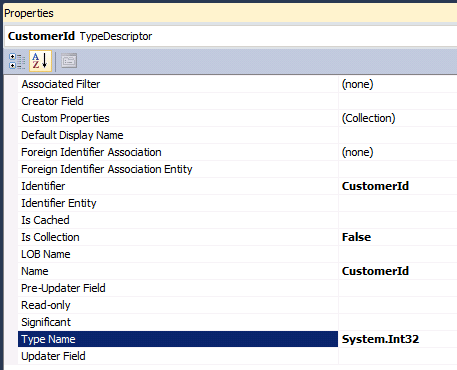 Properties
CustomerId TypeDescriptor
A Z
Associated Filter (none)
Creator Field
Custom Properties (Collection)
Default Display Name
Foreign Identifier Association (none)
Foreign Identifier Association Entity
Identifier CustomerId
Identifier Entity
Is Cached
Is Collection False
LOB Name
Name CustomerId
Pre-Updater Field
Read-only
Significant
Type Name System.Int32
Updater Field